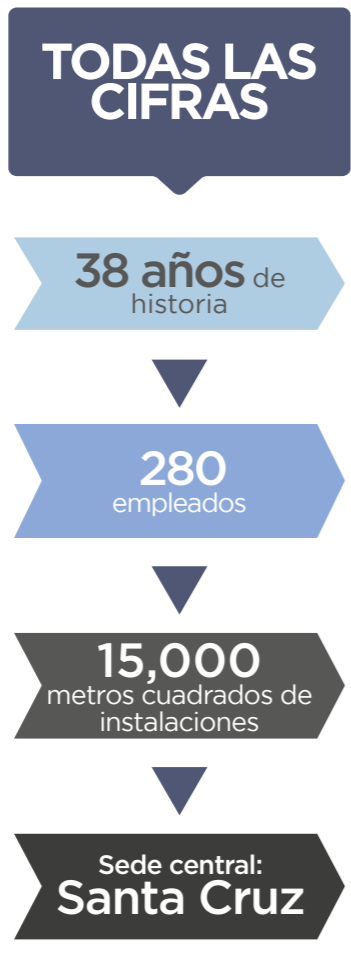 TODAS LAS
CIFRAS
38 años de
historia
280
empleados
15,000
metros cuadrados de
instalaciones
Sede central:
Santa Cruz